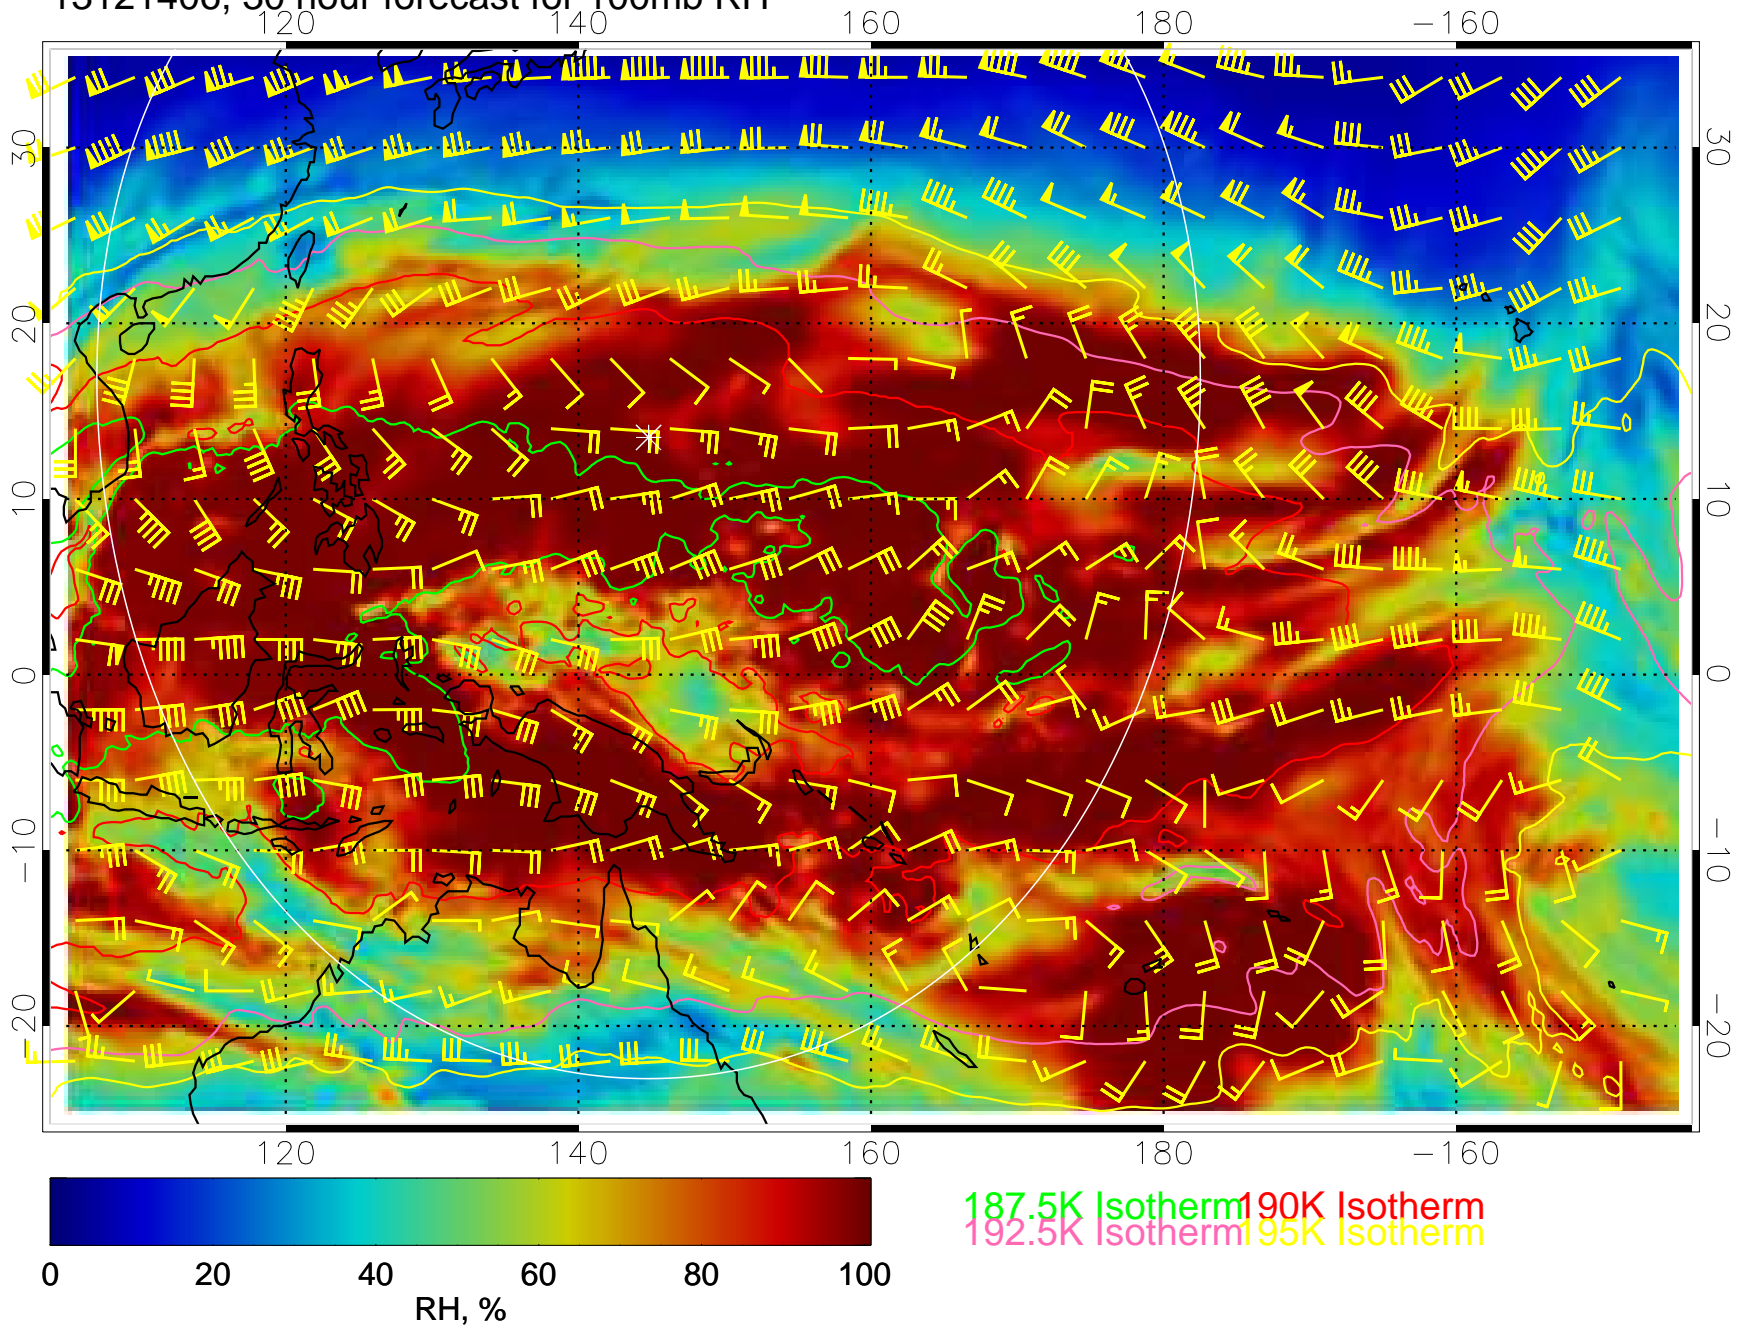 13121406, 30 hour forecast for 100mb RH
120 140 160 180 −160
30 30
20 20
10 10
0 0
−10 −10
−20 −20
120 140 160 180 −160
187.5K Isotherm 190K Isotherm
192.5K Isotherm 195K Isotherm
0 20 40 60 80 100
RH, %